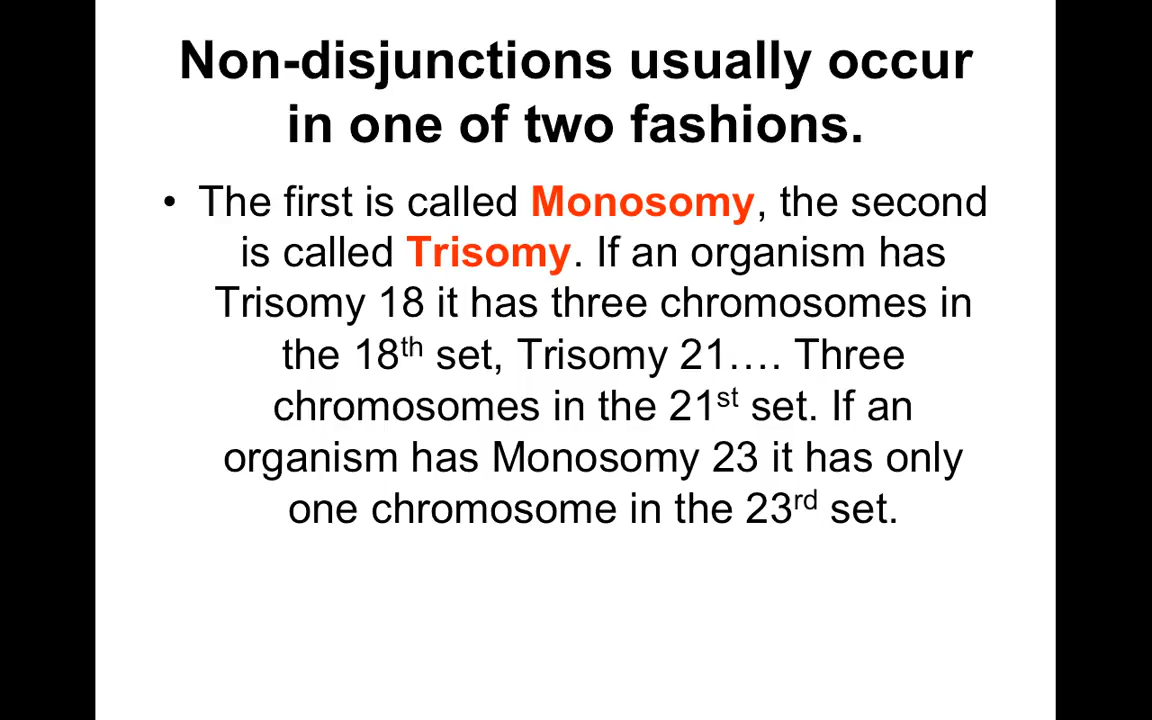 Non-disjunctions usually occur
in one of two fashions.
• The first is called Monosomy, the second
is called Trisomy. If an organism has
Trisomy 18 it has three chromosomes in
the 18th set, Trisomy 21…. Three
chromosomes in the 21st set. If an
organism has Monosomy 23 it has only
one chromosome in the 23rd set.